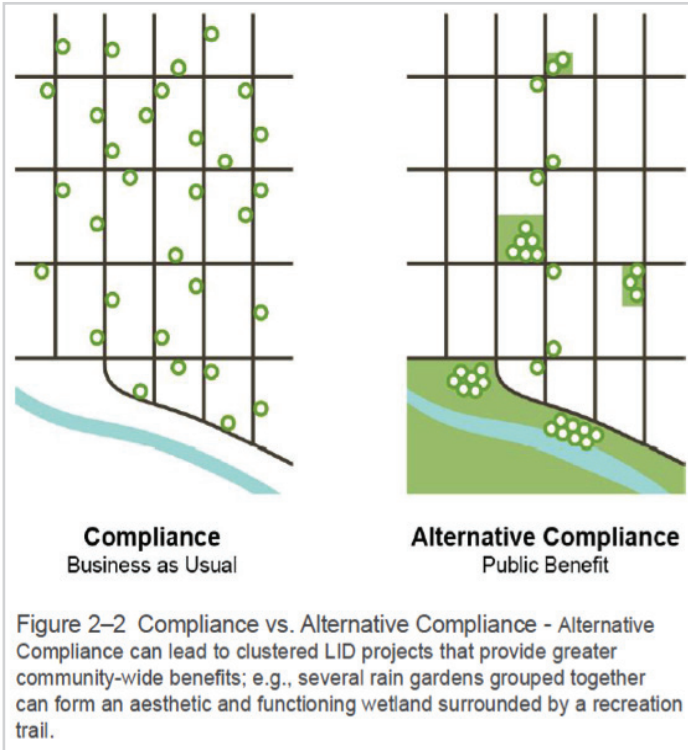 Compliance
Business as Usual
Alternative Compliance
Public Benefit
Figure 2–2 Compliance vs. Alternative Compliance - Alternative
Compliance can lead to clustered LID projects that provide greater
community-wide benefits; e.g., several rain gardens grouped together
can form an aesthetic and functioning wetland surrounded by a recreation
trail.